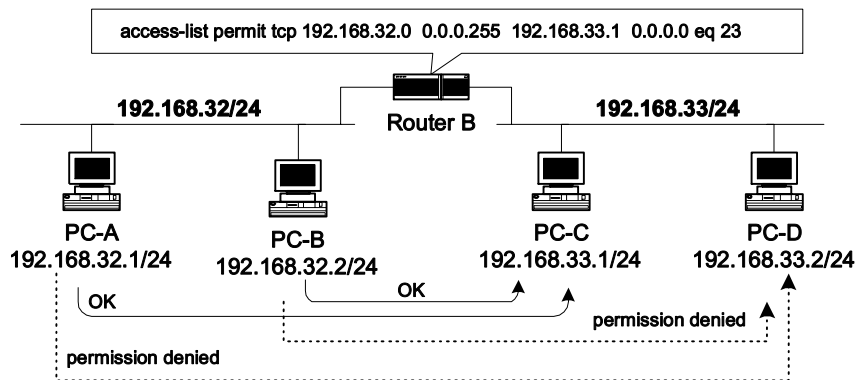 access-list permit tcp 192.168.32.0 0.0.0.255 192.168.33.1 0.0.0.0 eq 23
192.168.32/24
Router B
192.168.33/24
PC-A
192.168.32.1/24
PC-B
192.168.32.2/24
PC-C
192.168.33.1/24
PC-D
192.168.33.2/24
OK
OK
permission denied
permission denied